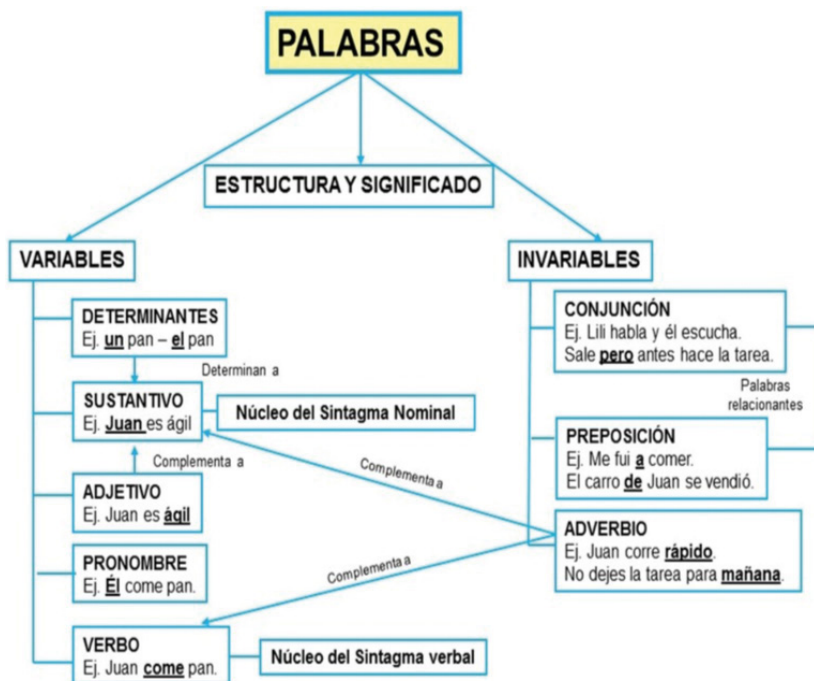 PALABRAS
ESTRUCTURA Y SIGNIFICADO
VARIABLES
DETERMINANTES
Ej. un pan – el pan
Determinan a
SUSTANTIVO
Ej. Juan es ágil
Núcleo del Sintagma Nominal
Complementa a
ADJETIVO
Ej. Juan es ágil
PRONOMBRE
Ej. Él come pan.
VERBO
Ej. Juan come pan.
Núcleo del Sintagma verbal
INVARIABLES
CONJUNCIÓN
Ej. Lili habla y él escucha.
Sale pero antes hace la tarea.
Palabras
relacionantes
PREPOSICIÓN
Ej. Me fui a comer.
El carro de Juan se vendió.
ADVERBIO
Ej. Juan corre rápido.
No dejes la tarea para mañana.
Complementa a
Complementa a